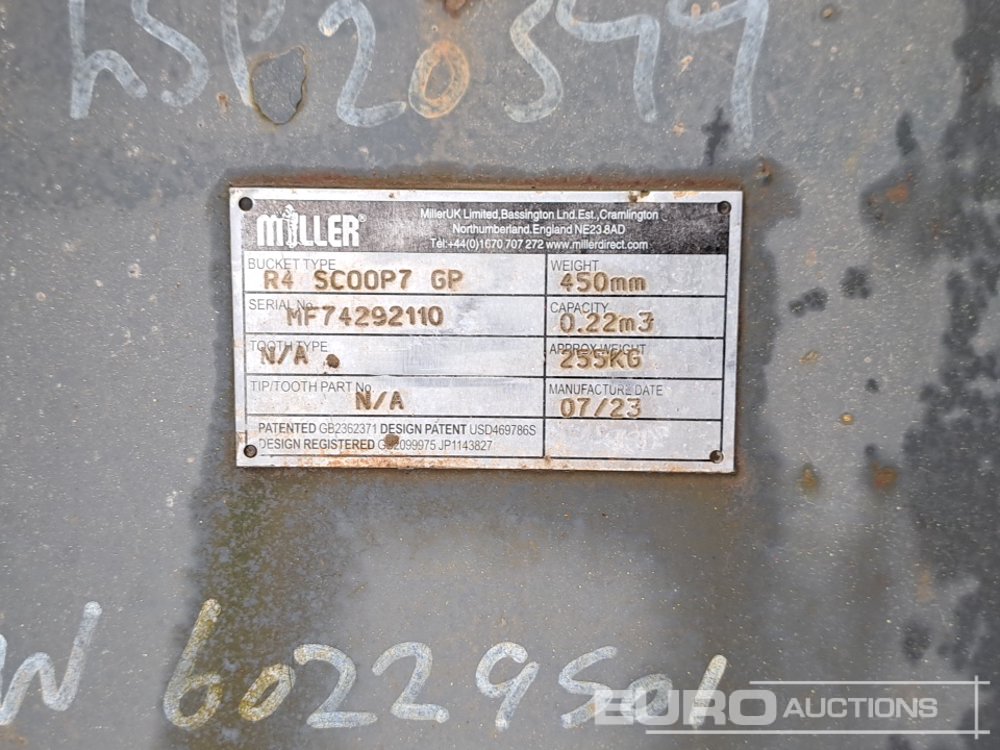 20544
MILLER®
MillerUK Limited,Bassington Lnd.Est.,Cramlington
Northumberland.England NE23 8AD
Tel:+44(0)1670 707 272 www.millerdirect.com
BUCKET TYPE
R4 SCOOP7 GP
WEIGHT
450mm
SERIAL No.
MF74292110
CAPACITY
0.22m3
TOOTH TYPE
N/A
APPROX WEIGHT
255KG
TIP/TOOTH PART No.
N/A
MANUFACTURE DATE
07/23
PATENTED GB2362371 DESIGN PATENT USD469786S
DESIGN REGISTERED GB2099975 JP1143827
W 60229501
EURO AUCTIONS